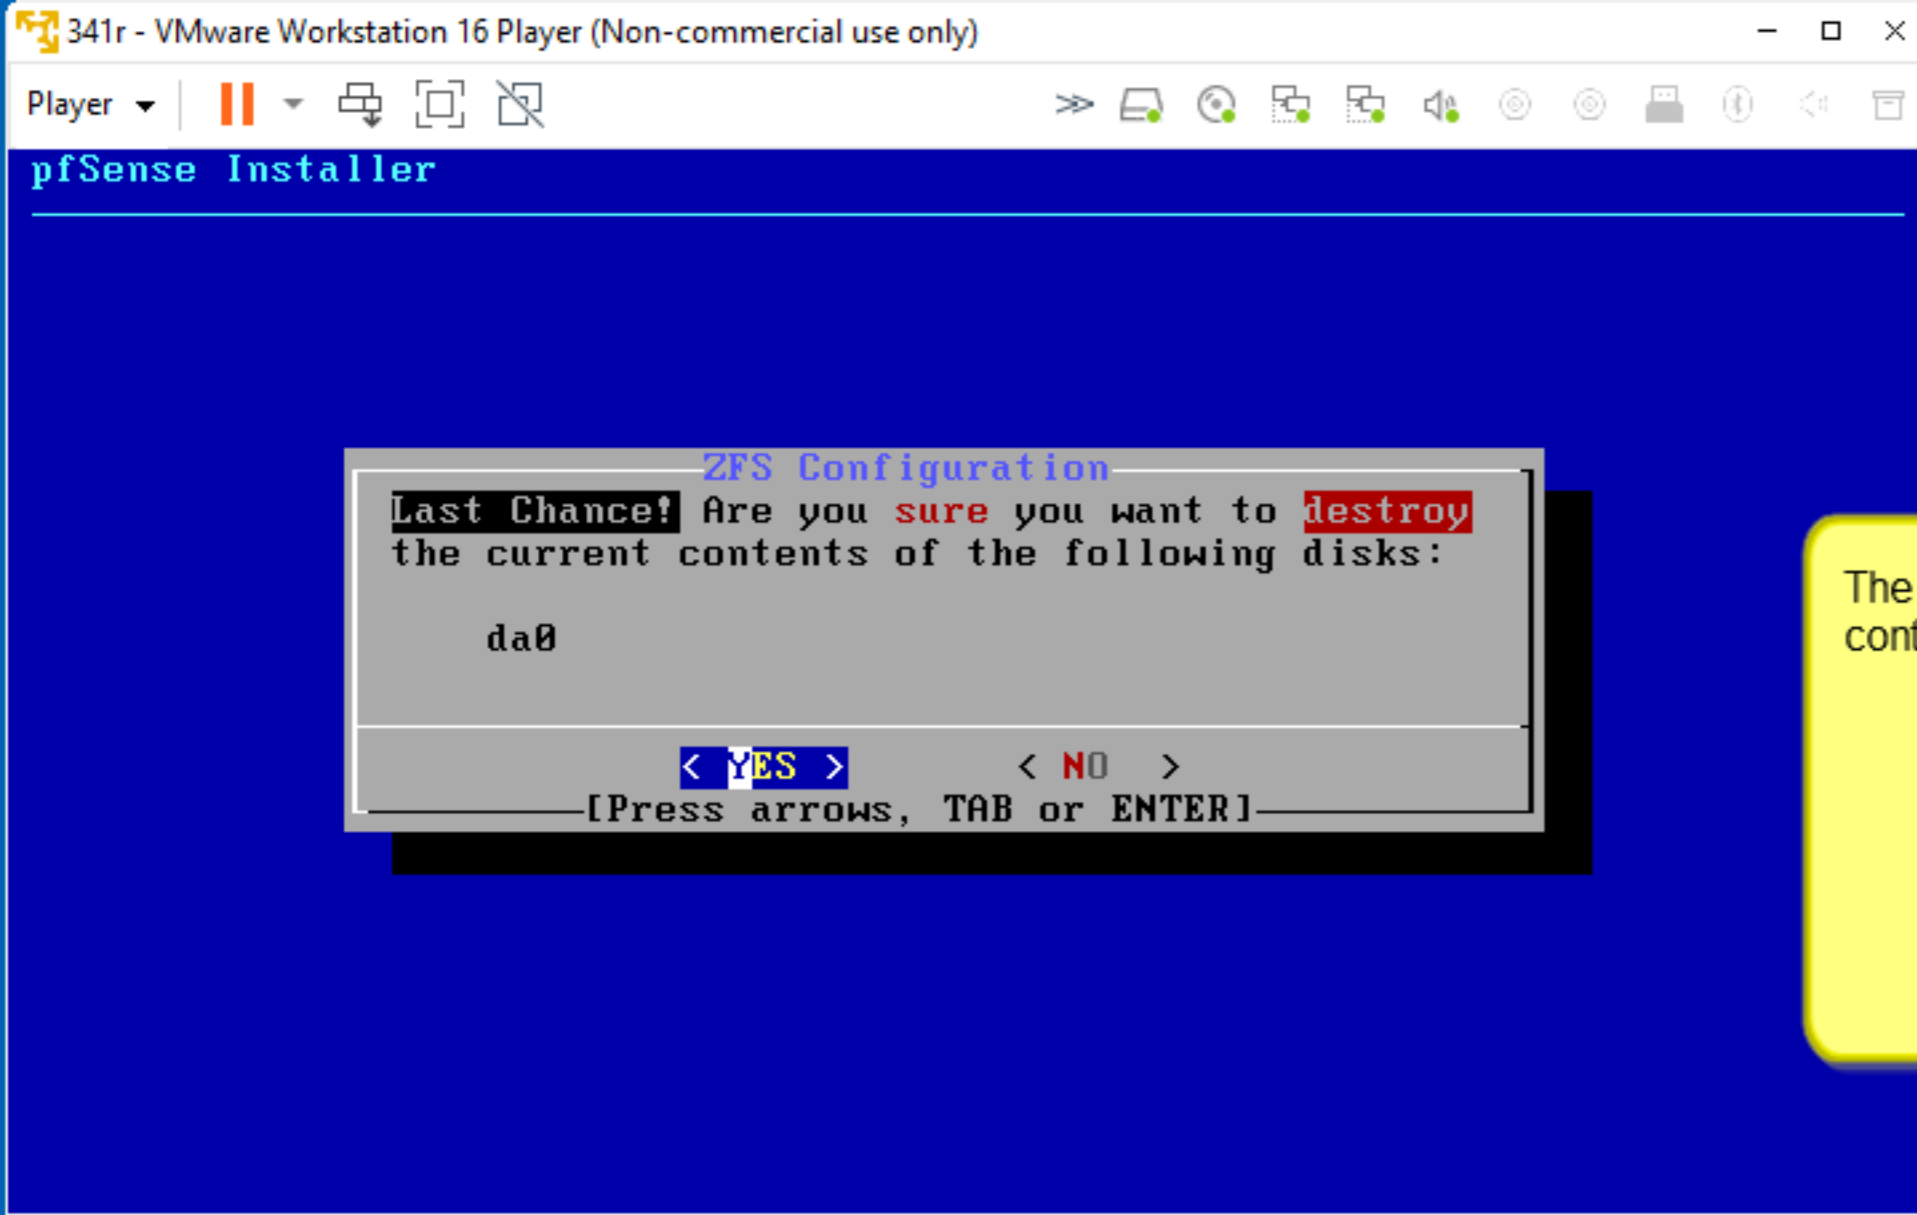 341r - VMware Workstation 16 Player (Non-commercial use only)
Player
pfSense Installer
ZFS Configuration
Last Chance! Are you sure you want to destroy
the current contents of the following disks:
da0
< YES > < NO >
[Press arrows, TAB or ENTER]
The